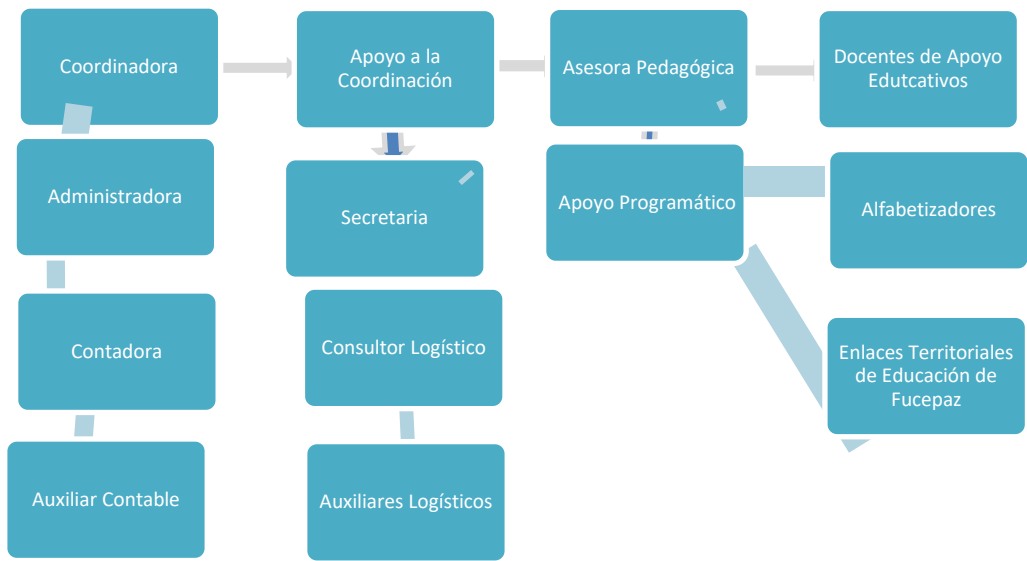 Coordinadora
Apoyo a la
Coordinación
Asesora Pedagógica
Docentes de Apoyo
Edutcativos
Administradora
Secretaria
Apoyo Programático
Alfabetizadores
Contadora
Consultor Logístico
Enlaces Territoriales
de Educación de
Fucepaz
Auxiliar Contable
Auxiliares Logísticos